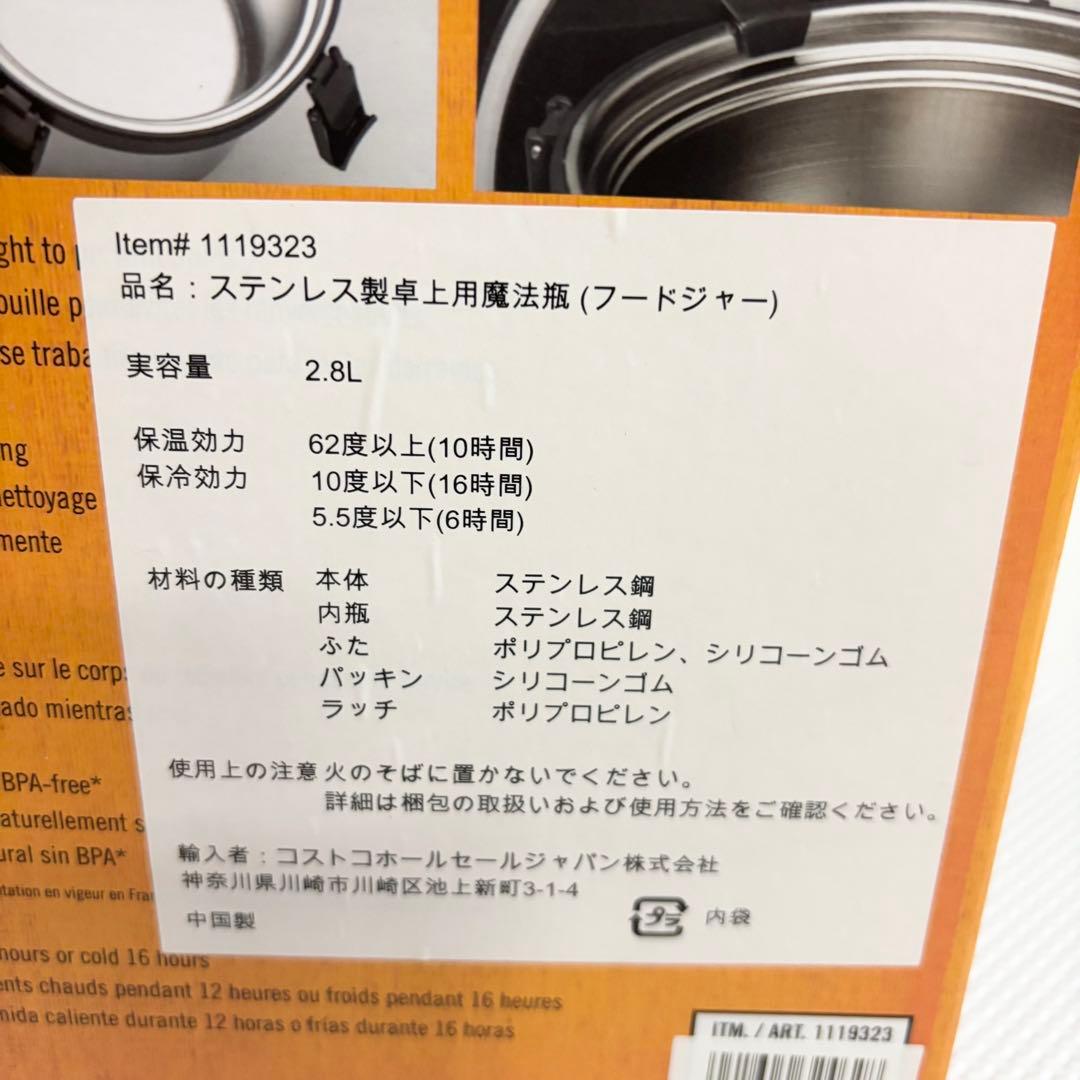 Item# 1119323
品名：ステンレス製卓上用魔法瓶 (フードジャー)
実容量 2.8L
保温効力 62度以上(10時間)
保冷効力 10度以下(16時間)
5.5度以下(6時間)
材料の種類 本体 ステンレス鋼
内瓶 ステンレス鋼
ふた ポリプロピレン、シリコーンゴム
パッキン シリコーンゴム
ラッチ ポリプロピレン
使用上の注意 火のそばに置かないでください。
詳細は梱包の取扱いおよび使用方法をご確認ください。
輸入者：コストコホールセールジャパン株式会社
神奈川県川崎市川崎区池上新町3-1-4
中国製
プラ 内袋
ght to
ouille p
se traba
ng
nettoyage
mente
e sur le corps
ado mientras
BPA-free*
aturellement s
ural sin BPA*
tation en vigeur en Fran
hours or cold 16 hours
ents chauds pendant 12 heures ou froids pendant 16 heures
mida caliente durante 12 horas o frías durante 16 horas
ITM. / ART. 1119323